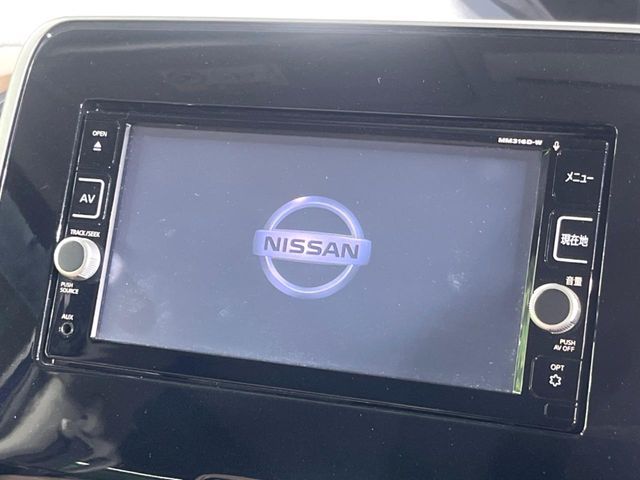 OPEN
MM316D-W
AV
メニュー
TRACK/SEEK
NISSAN
現在地
PUSH
SOURCE
音量
AUX
PUSH
AV OFF
OPT